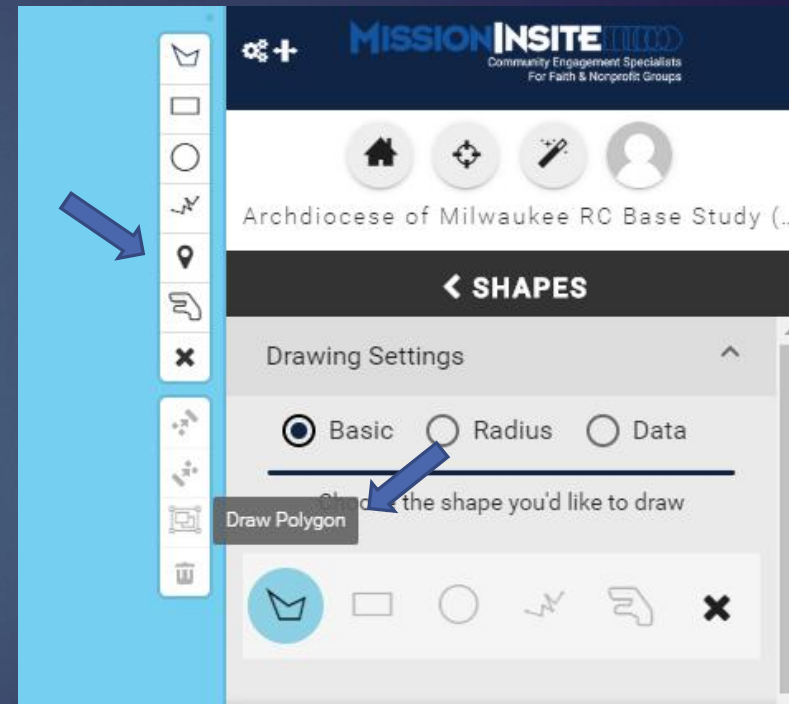 MISSIONINSITE
Community Engagement Specialists
For Faith & Nonprofit Groups
Archdiocese of Milwaukee RC Base Study (...
SHAPES
Drawing Settings
Basic Radius Data
the shape you'd like to draw
Draw Polygon